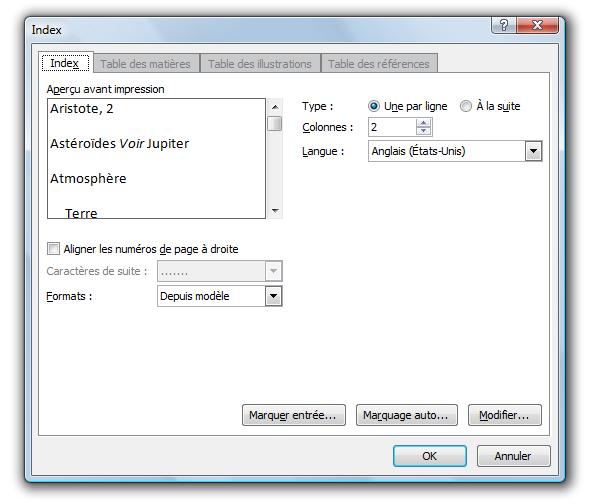 Index
Index Table des matières Table des illustrations Table des références
Aperçu avant impression
Aristote, 2
Astéroïdes Voir Jupiter
Atmosphère
Terre
Type : Une par ligne À la suite
Colonnes : 2
Langue : Anglais (États-Unis)
Aligner les numéros de page à droite
Caractères de suite : .......
Formats : Depuis modèle
Marquer entrée... Marquage auto... Modifier...
OK Annuler